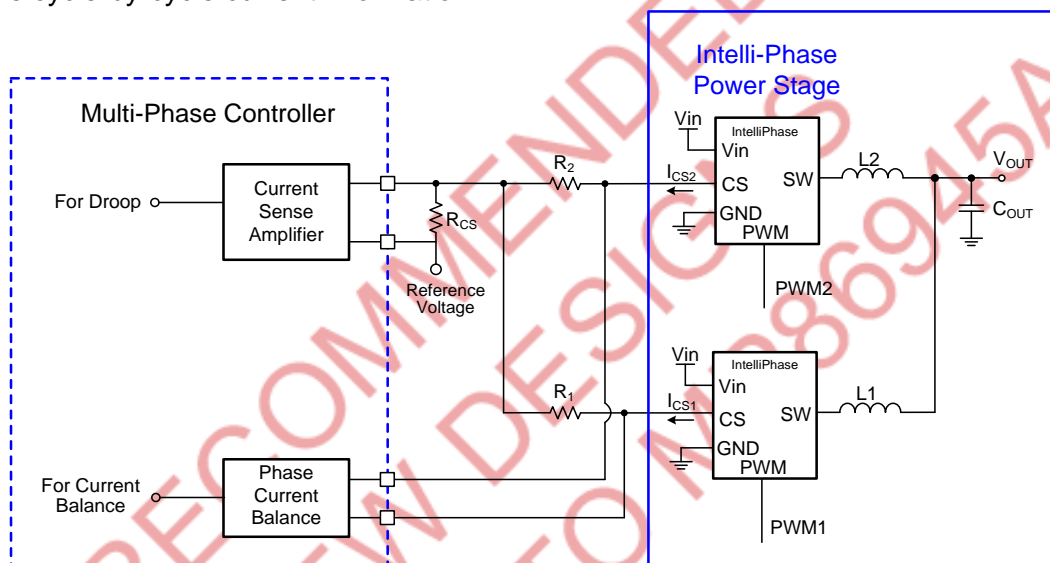 Intelli-Phase
Power Stage
Multi-Phase Controller
For Droop
Current
Sense
Amplifier
RCS
Reference
Voltage
R2
ICS2
Vin
IntelliPhase
Vin
CS
SW
GND
PWM
L2
VOUT
COUT
PWM2
R1
ICS1
Vin
IntelliPhase
Vin
CS
SW
GND
PWM
L1
PWM1
For Current
Balance
Phase
Current
Balance